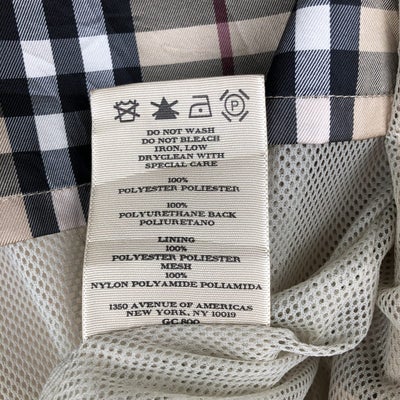 P
DO NOT WASH
DO NOT BLEACH
IRON, LOW
DRYCLEAN WITH
SPECIAL CARE
100%
POLYESTER POLIESTER
100%
POLYURETHANE BACK
POLIURETANO
LINING
100%
POLYESTER POLIESTER
MESH
100%
NYLON POLYAMIDE POLIAMIDA
1350 AVENUE OF AMERICAS
NEW YORK, NY 10019
GC 800